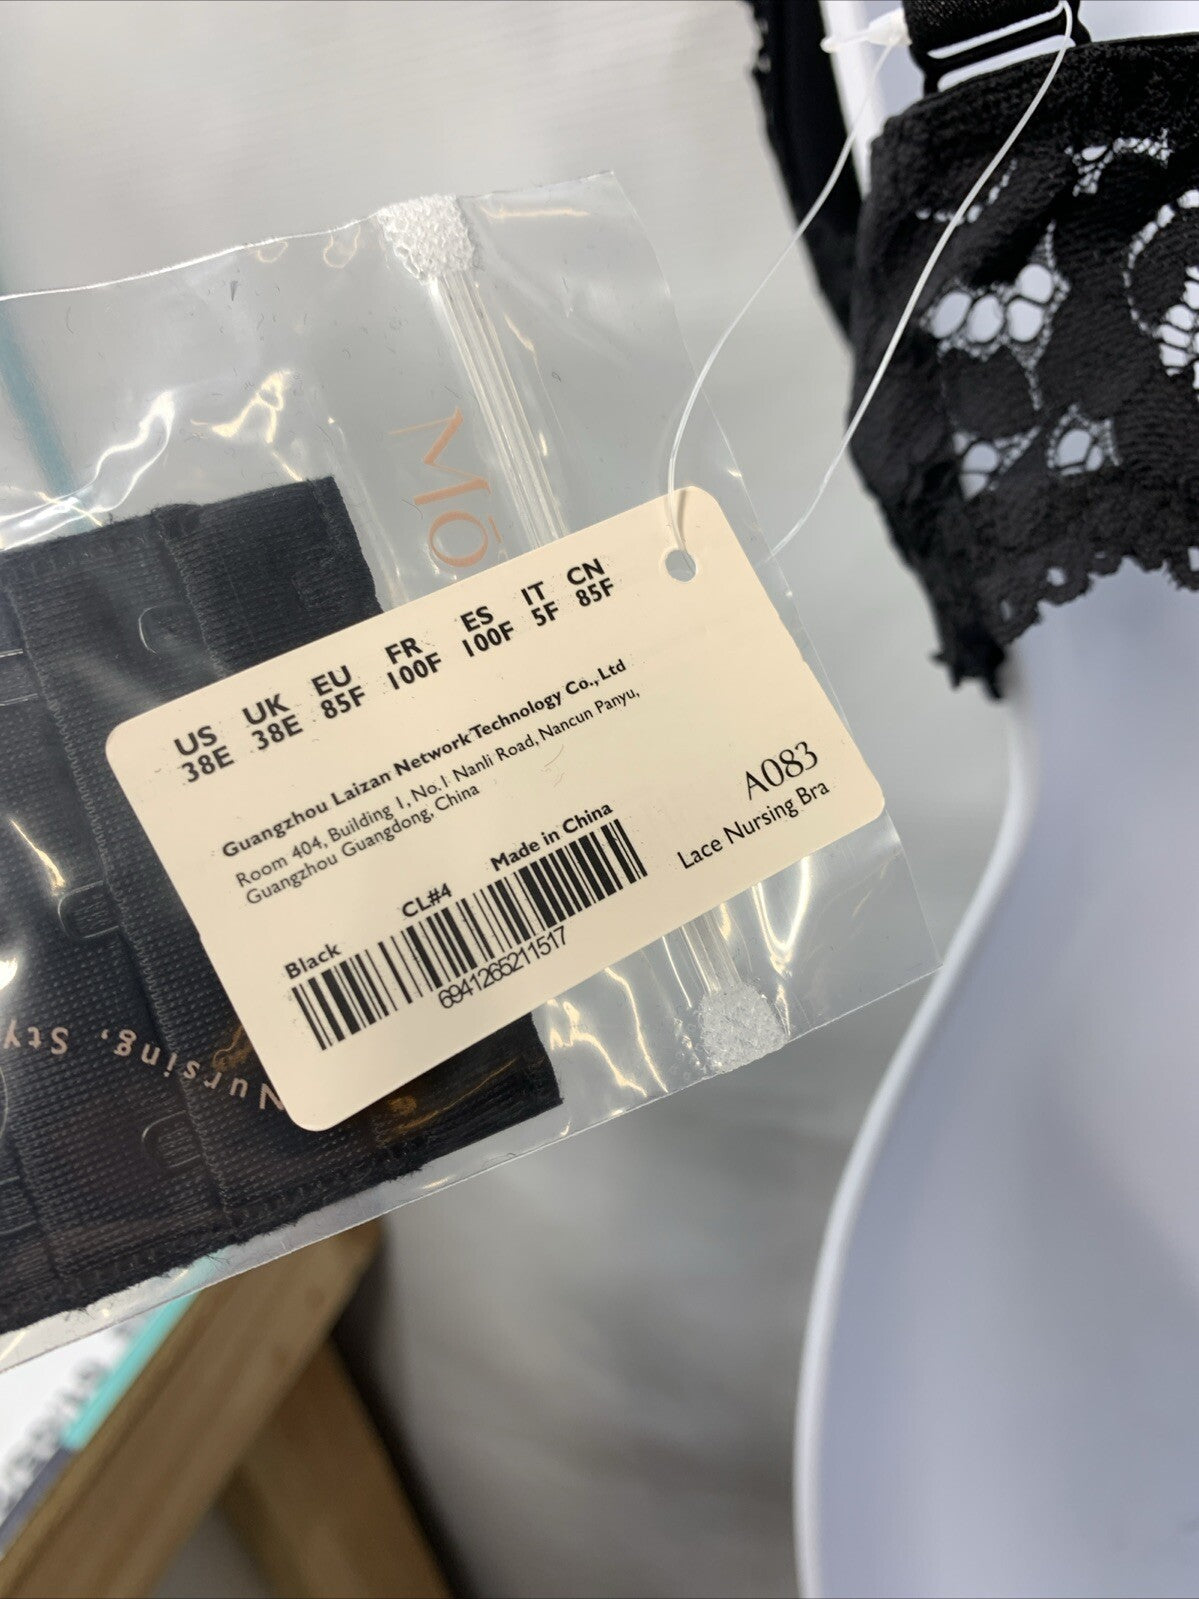 Mō
US UK EU FR ES IT CN
38E 38E 85F 100F 100F 5F 85F
Guangzhou Laizan Network Technology Co., Ltd
Room 404, Building 1, No.1 Nanli Road, Nancun Panyu,
Guangzhou Guangdong, China
A083
Lace Nursing Bra
Black CL#4 Made in China
6941265211517
Nursing, Sty